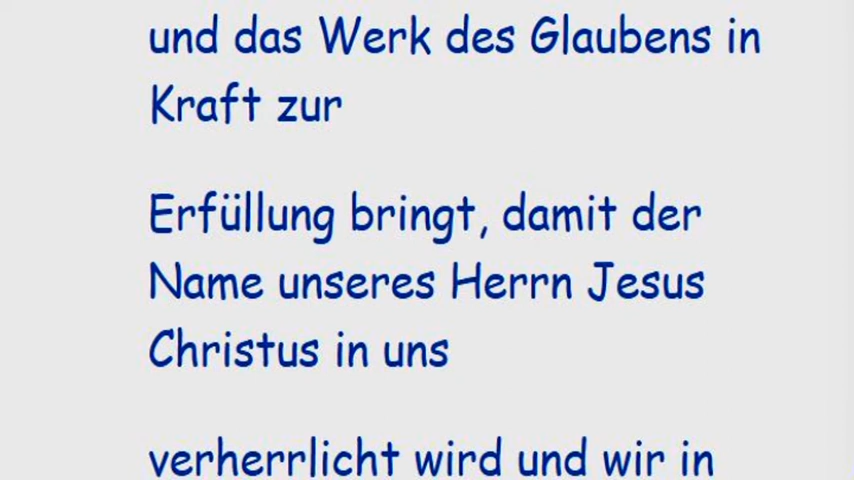 und das Werk des Glaubens in
Kraft zur
Erfüllung bringt, damit der
Name unseres Herrn Jesus
Christus in uns
verherrlicht wird und wir in